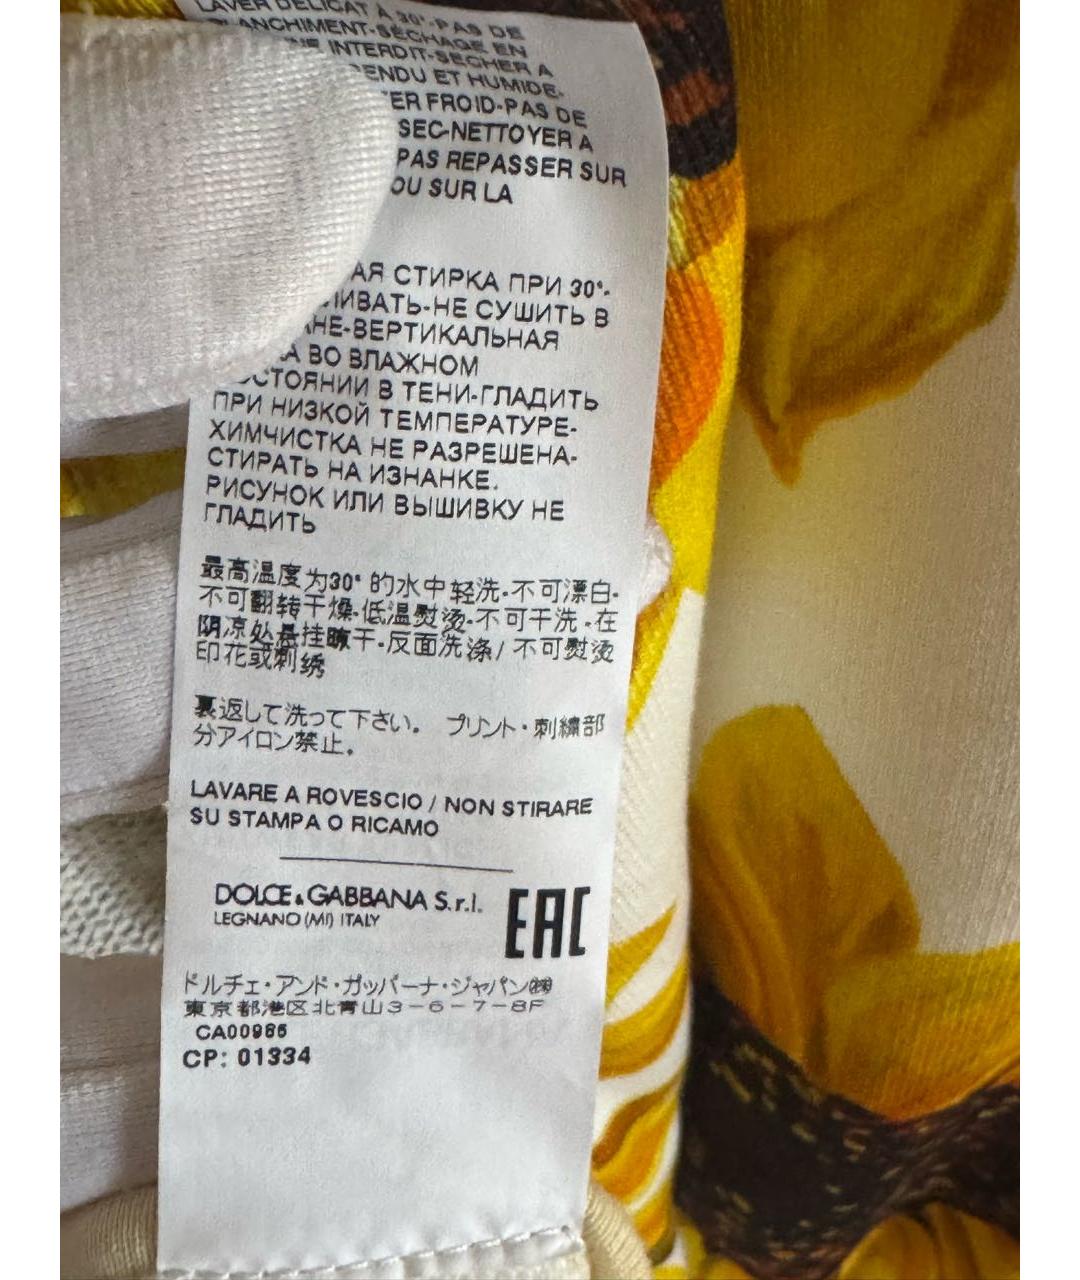 LAVER DÉLICAT À 30°-PAS DE
BLANCHIMENT-SÉCHAGE EN
INTERDIT-SECHER A
ET HUMIDE-
FROID-PAS DE
SEC-NETTOYER A
PAS REPASSER SUR
OU SUR LA
СТИРКА ПРИ 30°-
НЕ СУШИТЬ В
ВЕРТИКАЛЬНАЯ
ВО ВЛАЖНОМ
СОСТОЯНИИ В ТЕНИ-ГЛАДИТЬ
ПРИ НИЗКОЙ ТЕМПЕРАТУРЕ-
ХИМЧИСТКА НЕ РАЗРЕШЕНА-
СТИРАТЬ НА ИЗНАНКЕ.
РИСУНОК ИЛИ ВЫШИВКУ НЕ
ГЛАДИТЬ
最高温度为30° 的水中轻洗-不可漂白-
不可翻转干燥-低温熨烫-不可干洗-在
阴凉处悬挂晾干-反面洗涤/ 不可熨烫
印花或刺绣
裏返して洗って下さい。 プリント・刺繍部
分アイロン禁止。
LAVARE A ROVESCIO / NON STIRARE
SU STAMPA O RICAMO
DOLCE & GABBANA S.r.l.
LEGNANO (MI) ITALY
EAC
ドルチェ・アンド・ガッバーナ・ジャパン㈱
東京都港区北青山3-6-7-8F
CA00986
CP: 01334